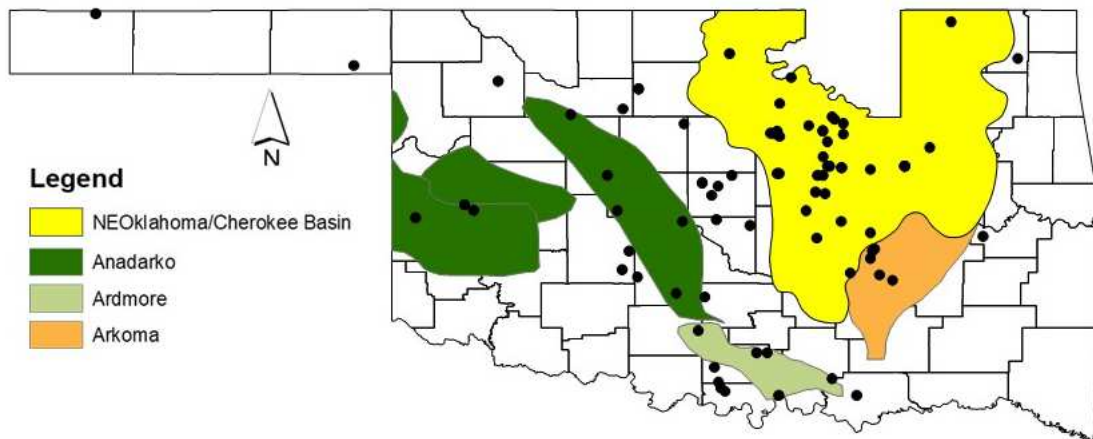 N
Legend
NEOklahoma/Cherokee Basin
Anadarko
Ardmore
Arkoma